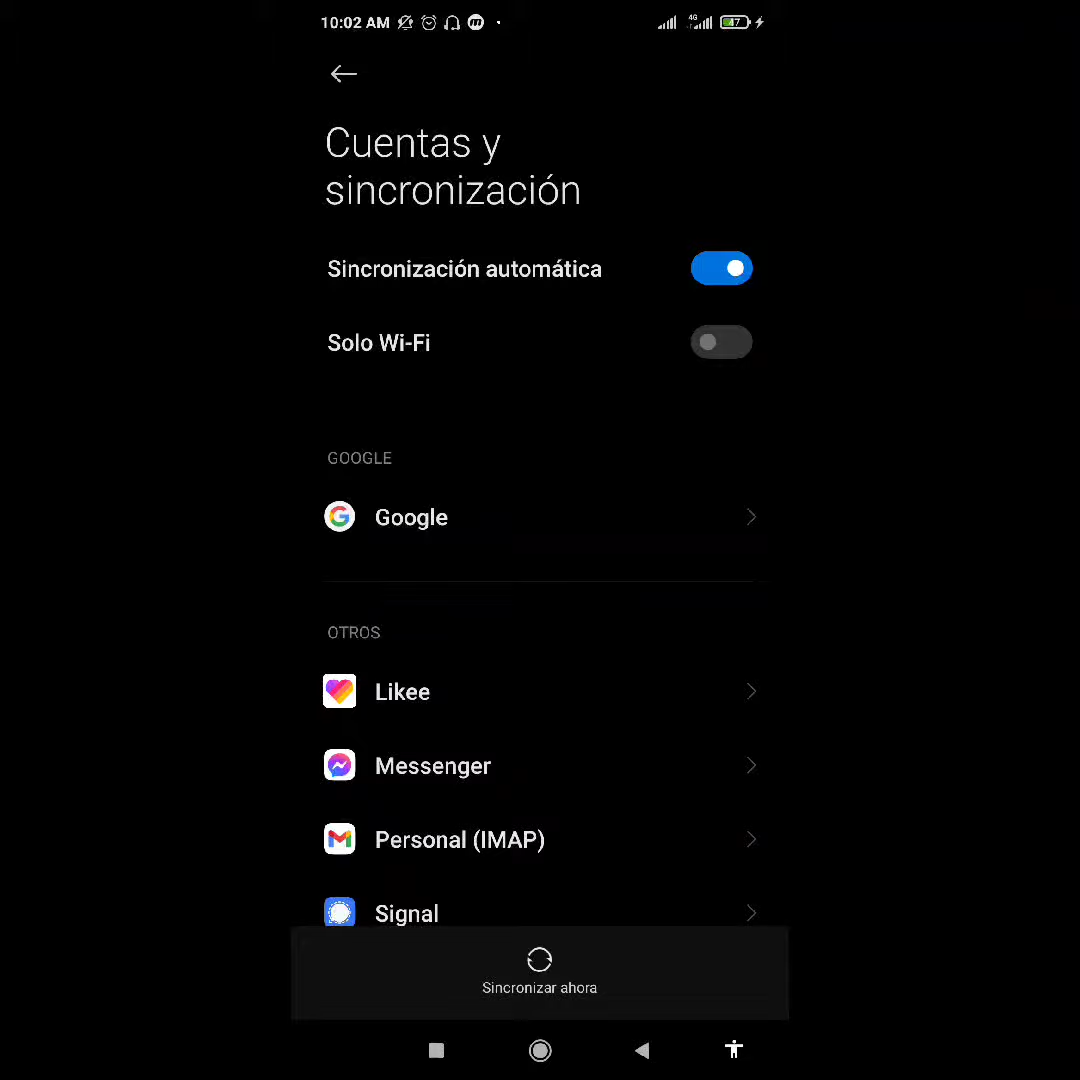 10:02 AM
4G
47
Cuentas y
sincronización
Sincronización automática
Solo Wi-Fi
GOOGLE
Google
OTROS
Likee
Messenger
Personal (IMAP)
Signal
Sincronizar ahora